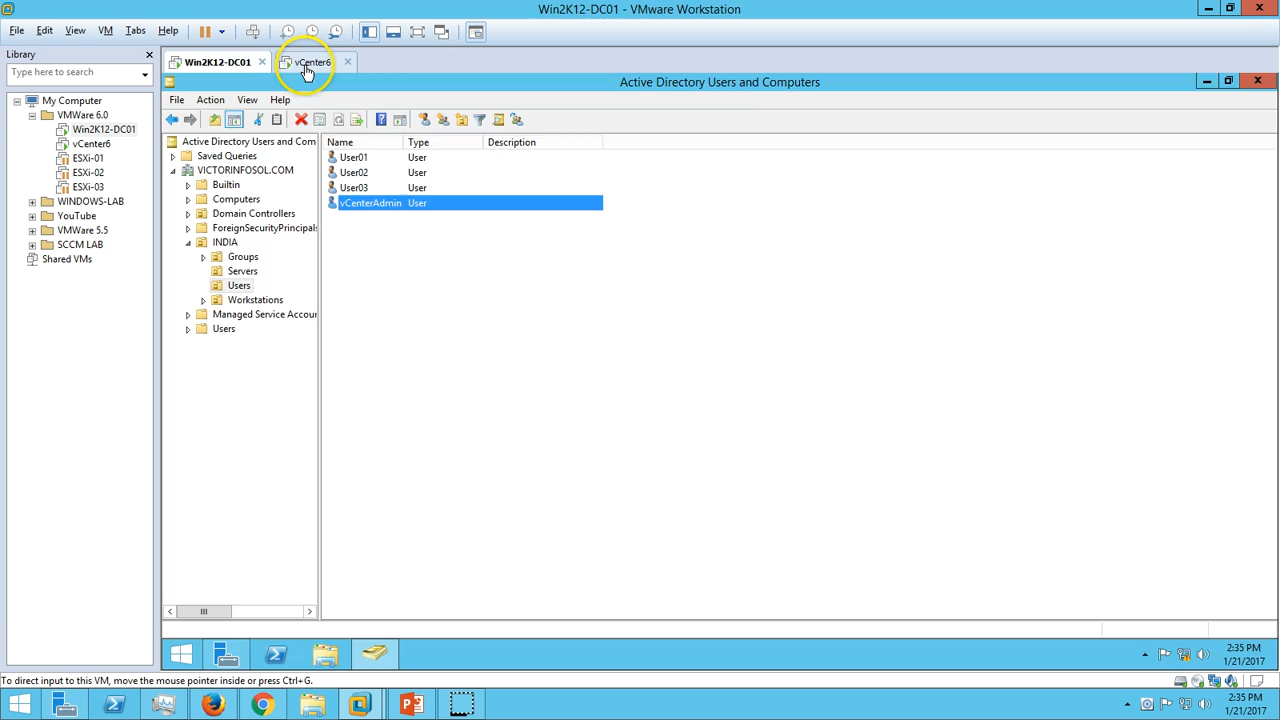 Win2K12-DC01 - VMware Workstation
File Edit View VM Tabs Help
Library
Type here to search
My Computer
VMWare 6.0
Win2K12-DC01
vCenter6
ESXi-01
ESXi-02
ESXi-03
WINDOWS-LAB
YouTube
VMWare 5.5
SCCM LAB
Shared VMs
Win2K12-DC01 vCenter6
Active Directory Users and Computers
File Action View Help
Active Directory Users and Com
Saved Queries
VICTORINFOSOL.COM
Builtin
Computers
Domain Controllers
ForeignSecurityPrincipals
INDIA
Groups
Servers
Users
Workstations
Managed Service Accoun
Users
Name Type Description
User01 User
User02 User
User03 User
vCenterAdmin User
2:35 PM
1/21/2017
To direct input to this VM, move the mouse pointer inside or press Ctrl+G.
2:35 PM
1/21/2017